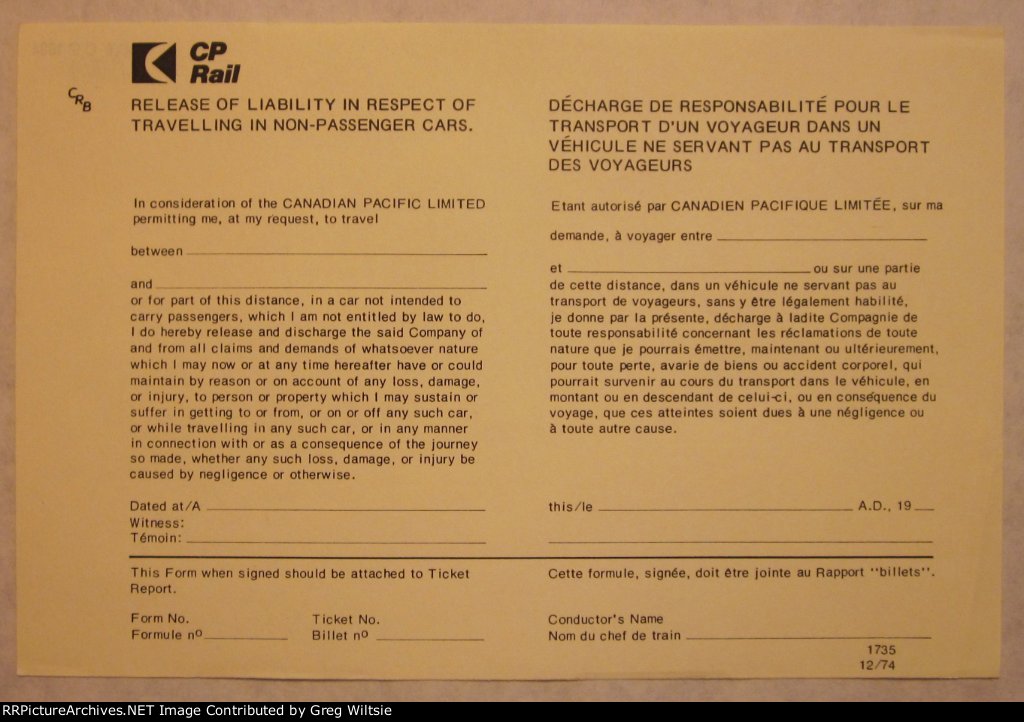 CP
Rail
CRB
RELEASE OF LIABILITY IN RESPECT OF
TRAVELLING IN NON-PASSENGER CARS.
In consideration of the CANADIAN PACIFIC LIMITED
permitting me, at my request, to travel
between
and
or for part of this distance, in a car not intended to
carry passengers, which I am not entitled by law to do,
I do hereby release and discharge the said Company of
and from all claims and demands of whatsoever nature
which I may now or at any time hereafter have or could
maintain by reason or on account of any loss, damage,
or injury, to person or property which I may sustain or
suffer in getting to or from, or on or off any such car,
or while travelling in any such car, or in any manner
in connection with or as a consequence of the journey
so made, whether any such loss, damage, or injury be
caused by negligence or otherwise.
DÉCHARGE DE RESPONSABILITÉ POUR LE
TRANSPORT D'UN VOYAGEUR DANS UN
VÉHICULE NE SERVANT PAS AU TRANSPORT
DES VOYAGEURS
Etant autorisé par CANADIEN PACIFIQUE LIMITÉE, sur ma
demande, à voyager entre
et ou sur une partie
de cette distance, dans un véhicule ne servant pas au
transport de voyageurs, sans y être légalement habilité,
je donne par la présente, décharge à ladite Compagnie de
toute responsabilité concernant les réclamations de toute
nature que je pourrais émettre, maintenant ou ultérieurement,
pour toute perte, avarie de biens ou accident corporel, qui
pourrait survenir au cours du transport dans le véhicule, en
montant ou en descendant de celui-ci, ou en conséquence du
voyage, que ces atteintes soient dues à une négligence ou
à toute autre cause.
Dated at/A this/le A.D., 19
Witness:
Témoin:
This Form when signed should be attached to Ticket
Report.
Cette formule, signée, doit être jointe au Rapport "billets".
Form No. Ticket No. Conductor's Name
Formule nº Billet nº Nom du chef de train
1735
12/74
RRPictureArchives.NET Image Contributed by Greg Wiltsie